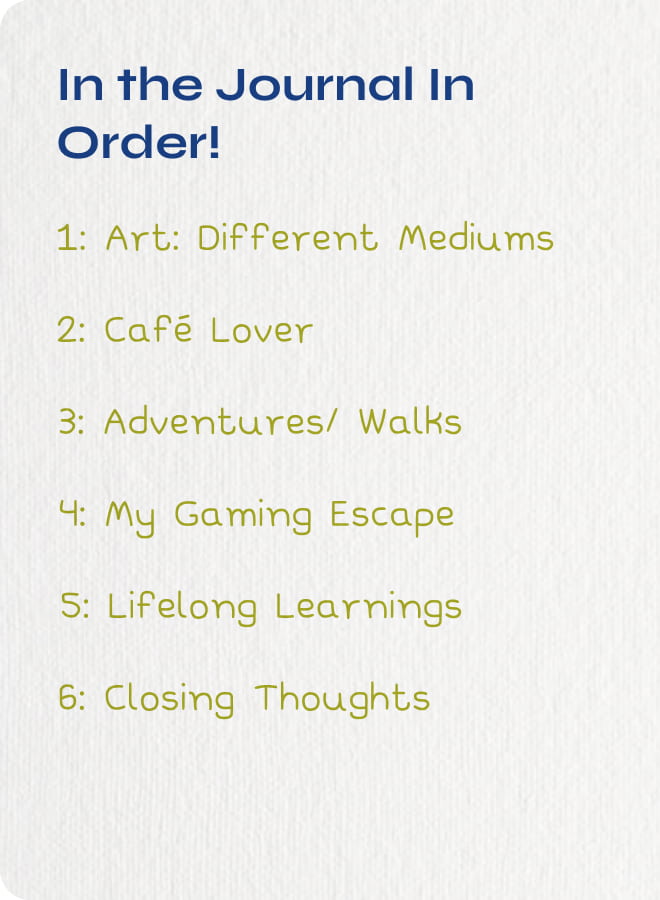 In the Journal In
Order!
1: Art: Different Mediums
2: Café Lover
3: Adventures/ Walks
4: My Gaming Escape
5: Lifelong Learnings
6: Closing Thoughts